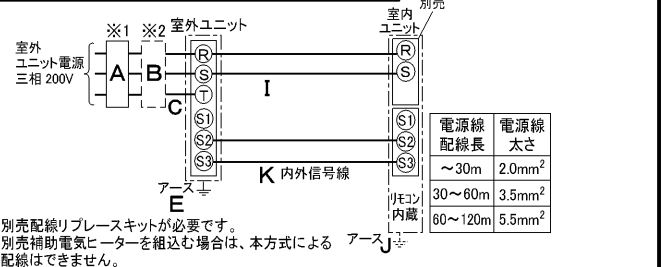 別売
※1 ※2 室外ユニット 室内
ユニット
室外
ユニット電源
三相 200V
A B C
R R
S S
T
I
S1 S1
S2 S2
S3 S3
K 内外信号線
アース
E
リモコン
内蔵
アース J
電源線
配線長
電源線
太さ
～30m 2.0mm²
30～60m 3.5mm²
60～120m 5.5mm²
別売配線リプレースキットが必要です。
別売補助電気ヒーターを組込む場合は、本方式による
配線はできません。